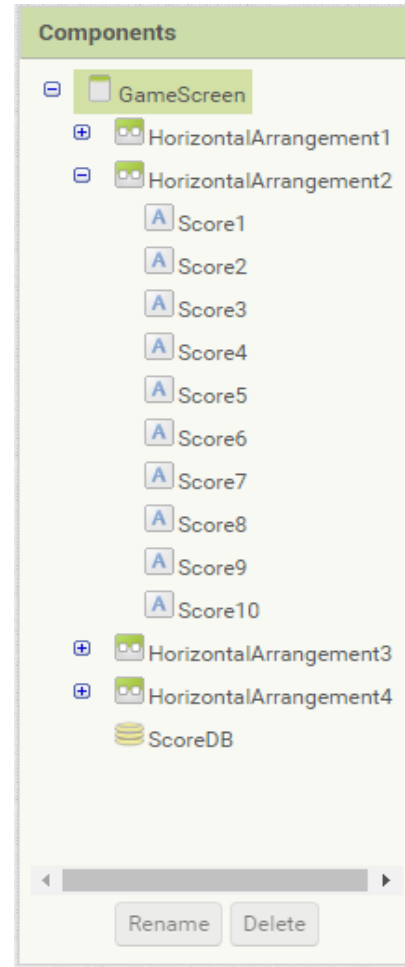 Components
GameScreen
HorizontalArrangement1
HorizontalArrangement2
A Score1
A Score2
A Score3
A Score4
A Score5
A Score6
A Score7
A Score8
A Score9
A Score10
HorizontalArrangement3
HorizontalArrangement4
ScoreDB
Rename Delete